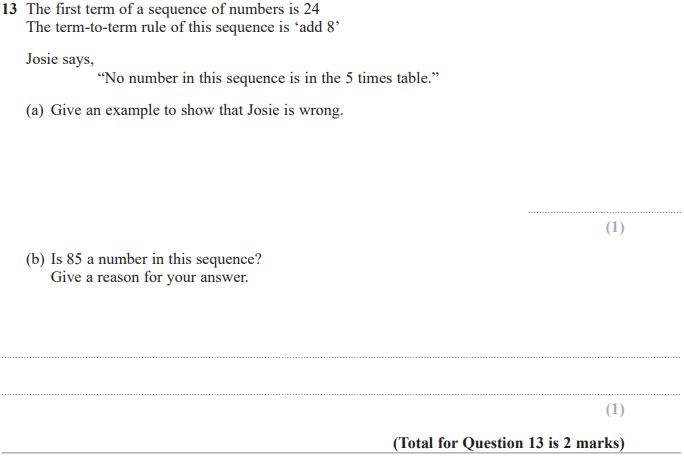 13 The first term of a sequence of numbers is 24
The term-to-term rule of this sequence is ‘add 8’
Josie says,
“No number in this sequence is in the 5 times table.”
(a) Give an example to show that Josie is wrong.
(1)
(b) Is 85 a number in this sequence?
Give a reason for your answer.
(1)
(Total for Question 13 is 2 marks)